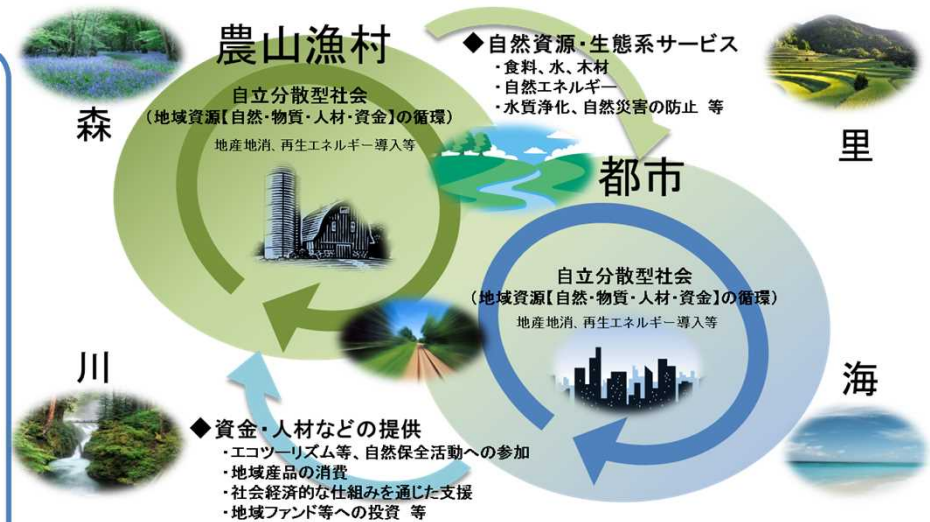 農山漁村
自立分散型社会
(地域資源【自然・物質・人材・資金】の循環)
地産地消、再生エネルギー導入等
森
◆自然資源・生態系サービス
・食料、水、木材
・自然エネルギー
・水質浄化、自然災害の防止 等
里
都市
自立分散型社会
(地域資源【自然・物質・人材・資金】の循環)
地産地消、再生エネルギー導入等
川
◆資金・人材などの提供
・エコツーリズム等、自然保全活動への参加
・地域産品の消費
・社会経済的な仕組みを通じた支援
・地域ファンド等への投資 等
海